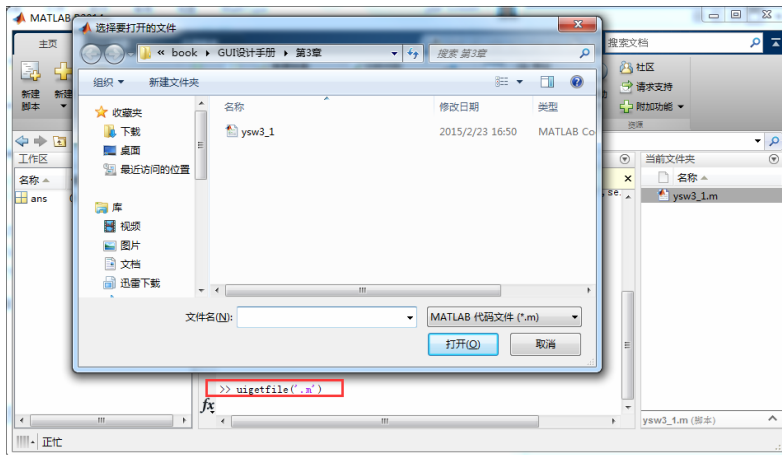 MATLAB
选择要打开的文件
主页
搜索文档
« book ▸ GUI设计手册 ▸ 第3章
搜索 第3章
组织
新建文件夹
新建
脚本
新建
社区
请求支持
附加功能
资源
收藏夹
下载
桌面
最近访问的位置
库
视频
图片
文档
迅雷下载
名称
修改日期
类型
ysw3_1
2015/2/23 16:50
MATLAB Co
工作区
名称
ans
当前文件夹
名称
ysw3_1.m
文件名(N):
MATLAB 代码文件 (*.m)
打开(O)
取消
>> uigetfile('.m')
fx
ysw3_1.m (脚本)
正忙